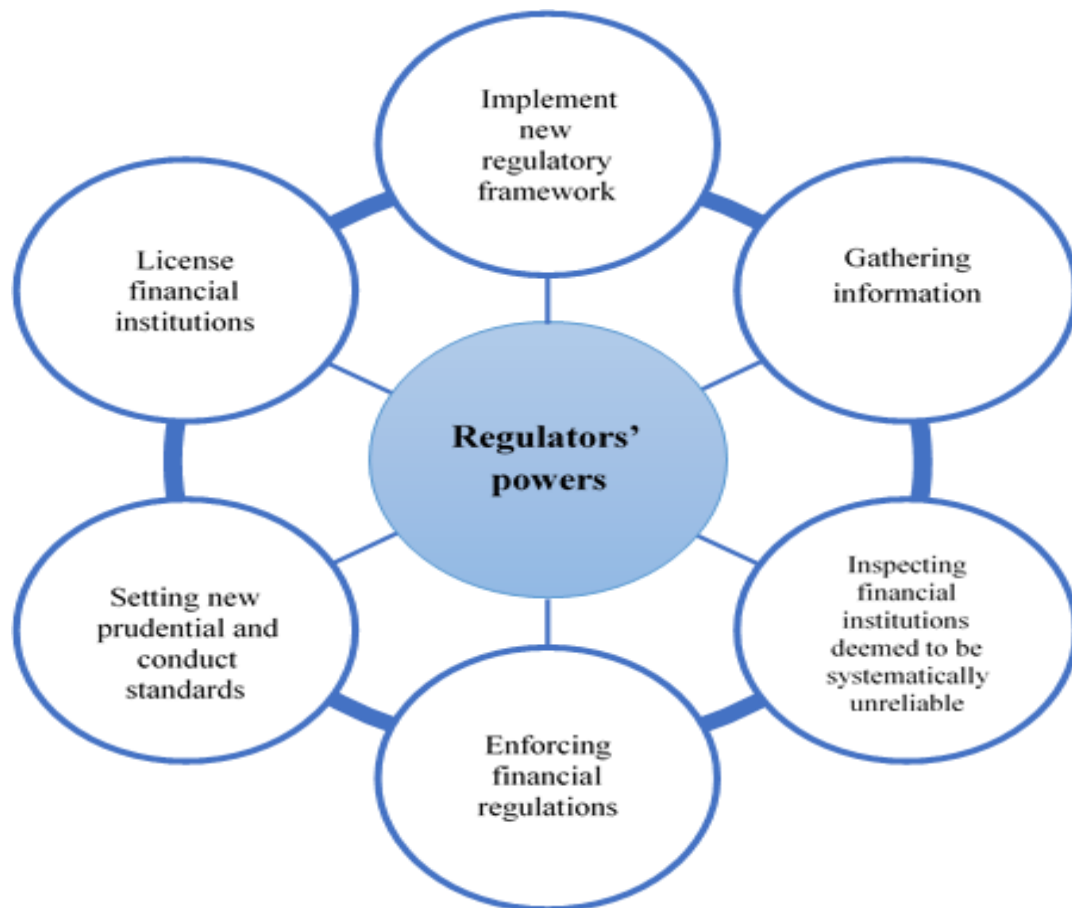 Implement
new
regulatory
framework
Gathering
information
Inspecting
financial
institutions
deemed to be
systematically
unreliable
Enforcing
financial
regulations
Setting new
prudential and
conduct
standards
License
financial
institutions
Regulators’
powers